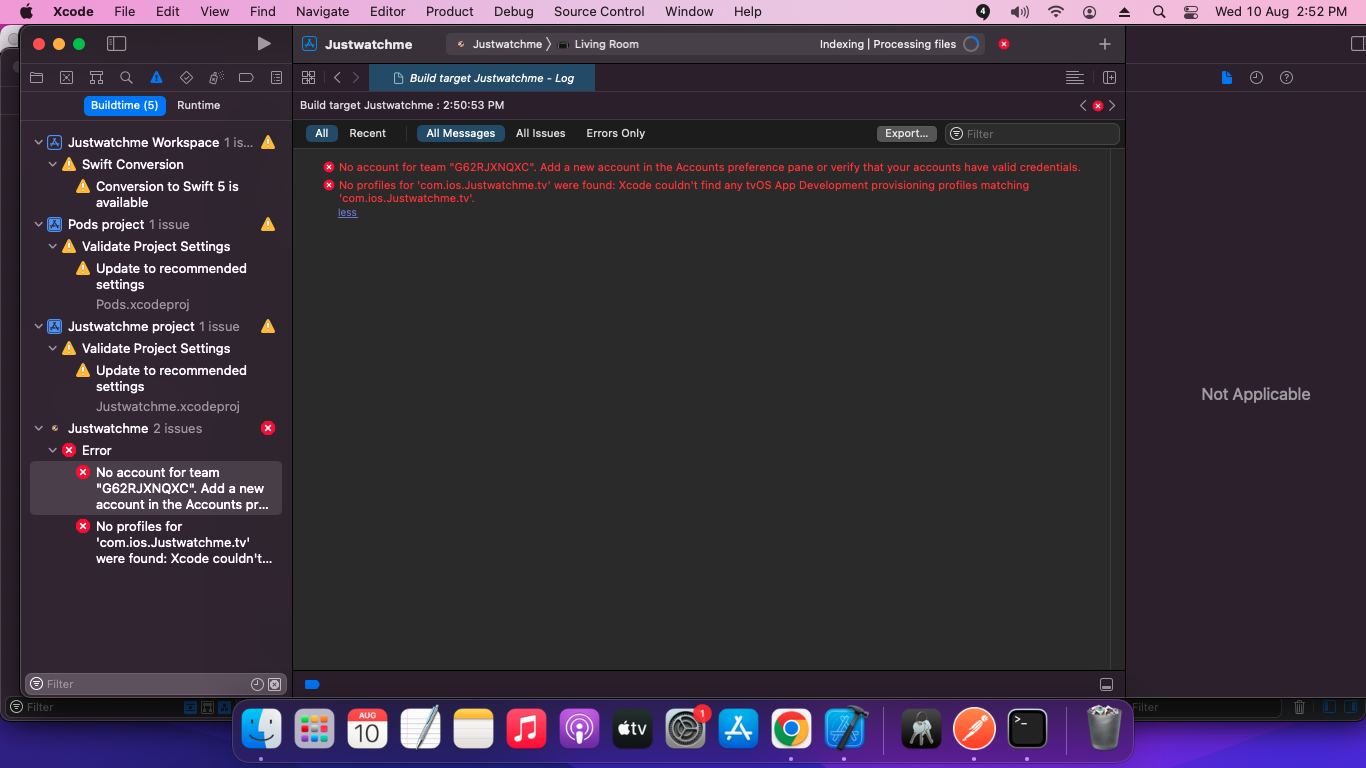 Xcode File Edit View Find Navigate Editor Product Debug Source Control Window Help 4 Wed 10 Aug 2:52 PM
Justwatchme Justwatchme Living Room Indexing | Processing files
Build target Justwatchme - Log
Buildtime (5) Runtime
Build target Justwatchme : 2:50:53 PM
All Recent All Messages All Issues Errors Only Export... Filter
Justwatchme Workspace 1 is...
Swift Conversion
Conversion to Swift 5 is
available
Pods project 1 issue
Validate Project Settings
Update to recommended
settings
Pods.xcodeproj
Justwatchme project 1 issue
Validate Project Settings
Update to recommended
settings
Justwatchme.xcodeproj
Justwatchme 2 issues
Error
No account for team
"G62RJXNQXC". Add a new
account in the Accounts pr...
No profiles for
'com.ios.Justwatchme.tv'
were found: Xcode couldn't...
No account for team "G62RJXNQXC". Add a new account in the Accounts preference pane or verify that your accounts have valid credentials.
No profiles for 'com.ios.Justwatchme.tv' were found: Xcode couldn't find any tvOS App Development provisioning profiles matching
'com.ios.Justwatchme.tv'.
less
Not Applicable
Filter
Filter
Filter
AUG
10
tv
1
>_